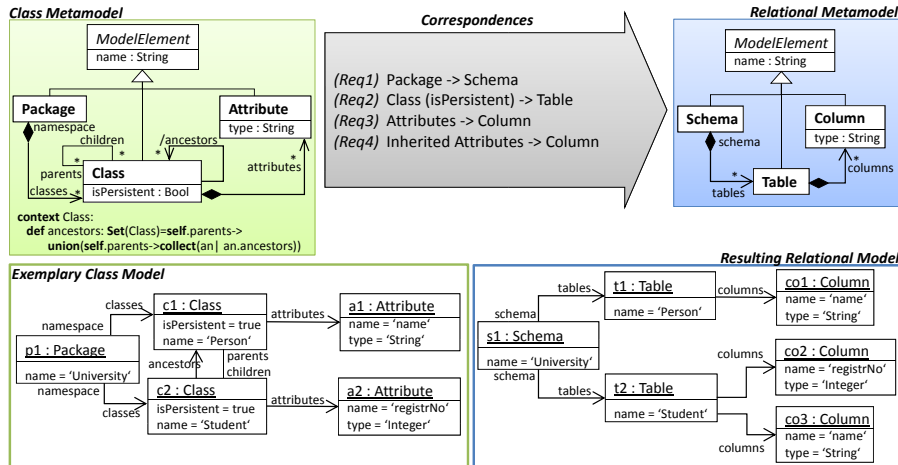 Class Metamodel
ModelElement
name : String
Package
Attribute
type : String
namespace
children
/ancestors
*
*
*
*
parents
Class
attributes
isPersistent : Bool
classes
*
context Class:
def ancestors: Set(Class)=self.parents->
union(self.parents->collect(an| an.ancestors))
Correspondences
(Req1) Package -> Schema
(Req2) Class (isPersistent) -> Table
(Req3) Attributes -> Column
(Req4) Inherited Attributes -> Column
Relational Metamodel
ModelElement
name : String
Schema
Column
type : String
schema
*
columns
*
Table
tables
Exemplary Class Model
classes
c1 : Class
isPersistent = true
name = ‘Person‘
attributes
a1 : Attribute
name = ‘name‘
type = ‘String‘
namespace
p1 : Package
name = ‘University‘
namespace
ancestors
parents
children
classes
c2 : Class
isPersistent = true
name = ‘Student‘
attributes
a2 : Attribute
name = ‘registrNo‘
type = ‘Integer‘
Resulting Relational Model
tables
t1 : Table
name = ‘Person‘
columns
co1 : Column
name = ‘name‘
type = ‘String‘
schema
s1 : Schema
name = ‘University‘
schema
tables
t2 : Table
name = ‘Student‘
columns
co2 : Column
name = ‘registrNo‘
type = ‘Integer‘
columns
co3 : Column
name = ‘name‘
type = ‘String‘